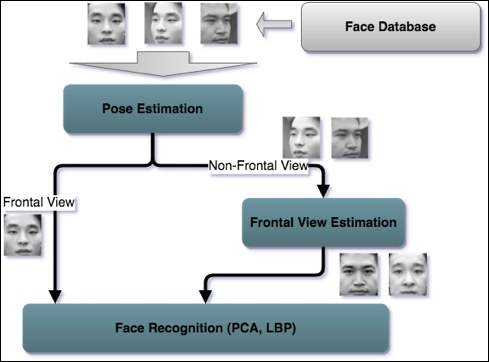 Face Database
Pose Estimation
Non-Frontal View
Frontal View
Frontal View Estimation
Face Recognition (PCA, LBP)